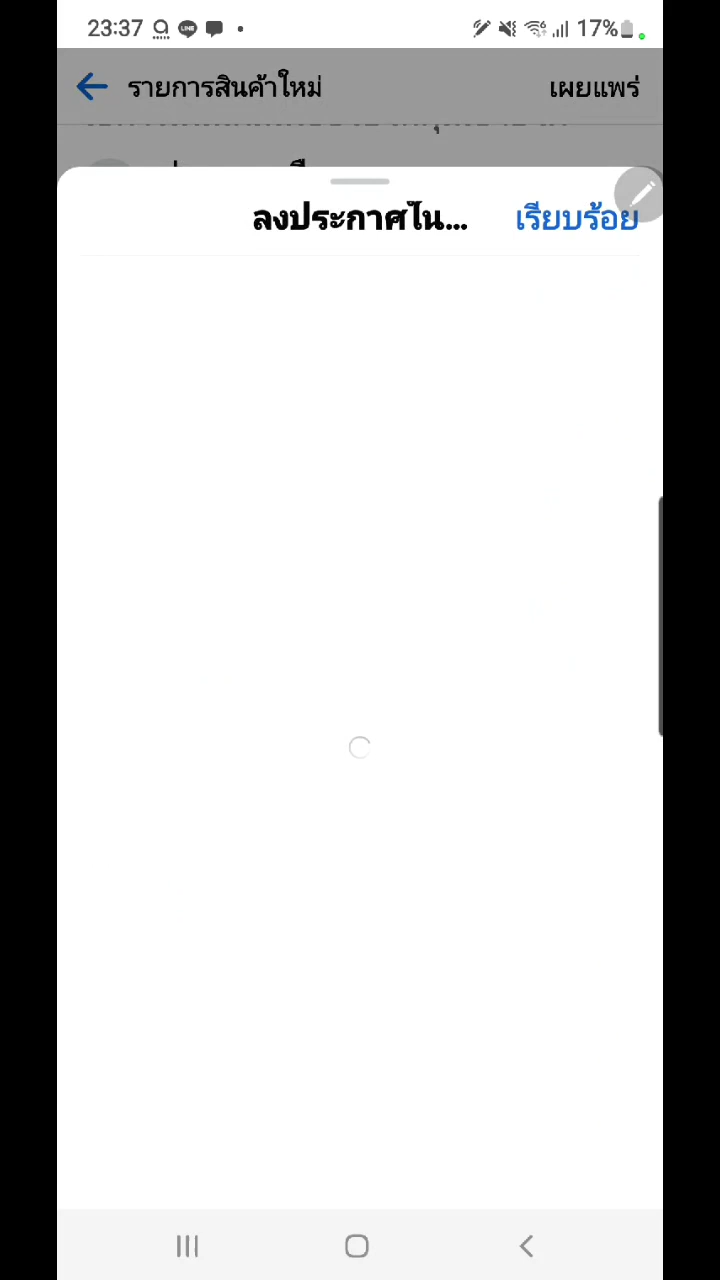 23:37 17%
รายการสินค้าใหม่ เผยแพร่
ลงประกาศใน... เรียบร้อย